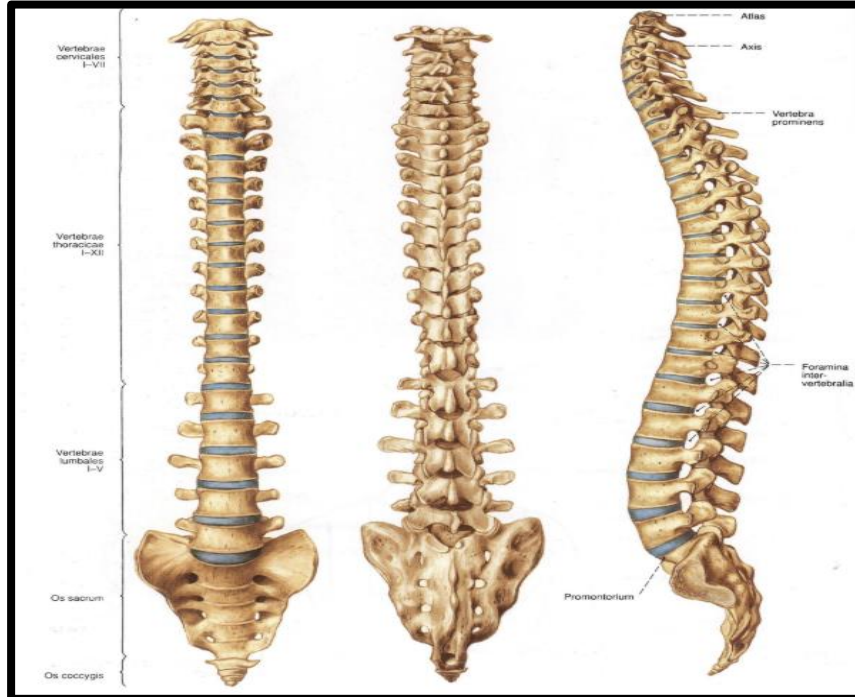 Vertebrae
cervicales
I–VII
Vertebrae
thoracicae
I–XII
Vertebrae
lumbales
I–V
Os sacrum
Os coccygis
Atlas
Axis
Vertebra
prominens
Foramina
inter-
vertebralia
Promontorium